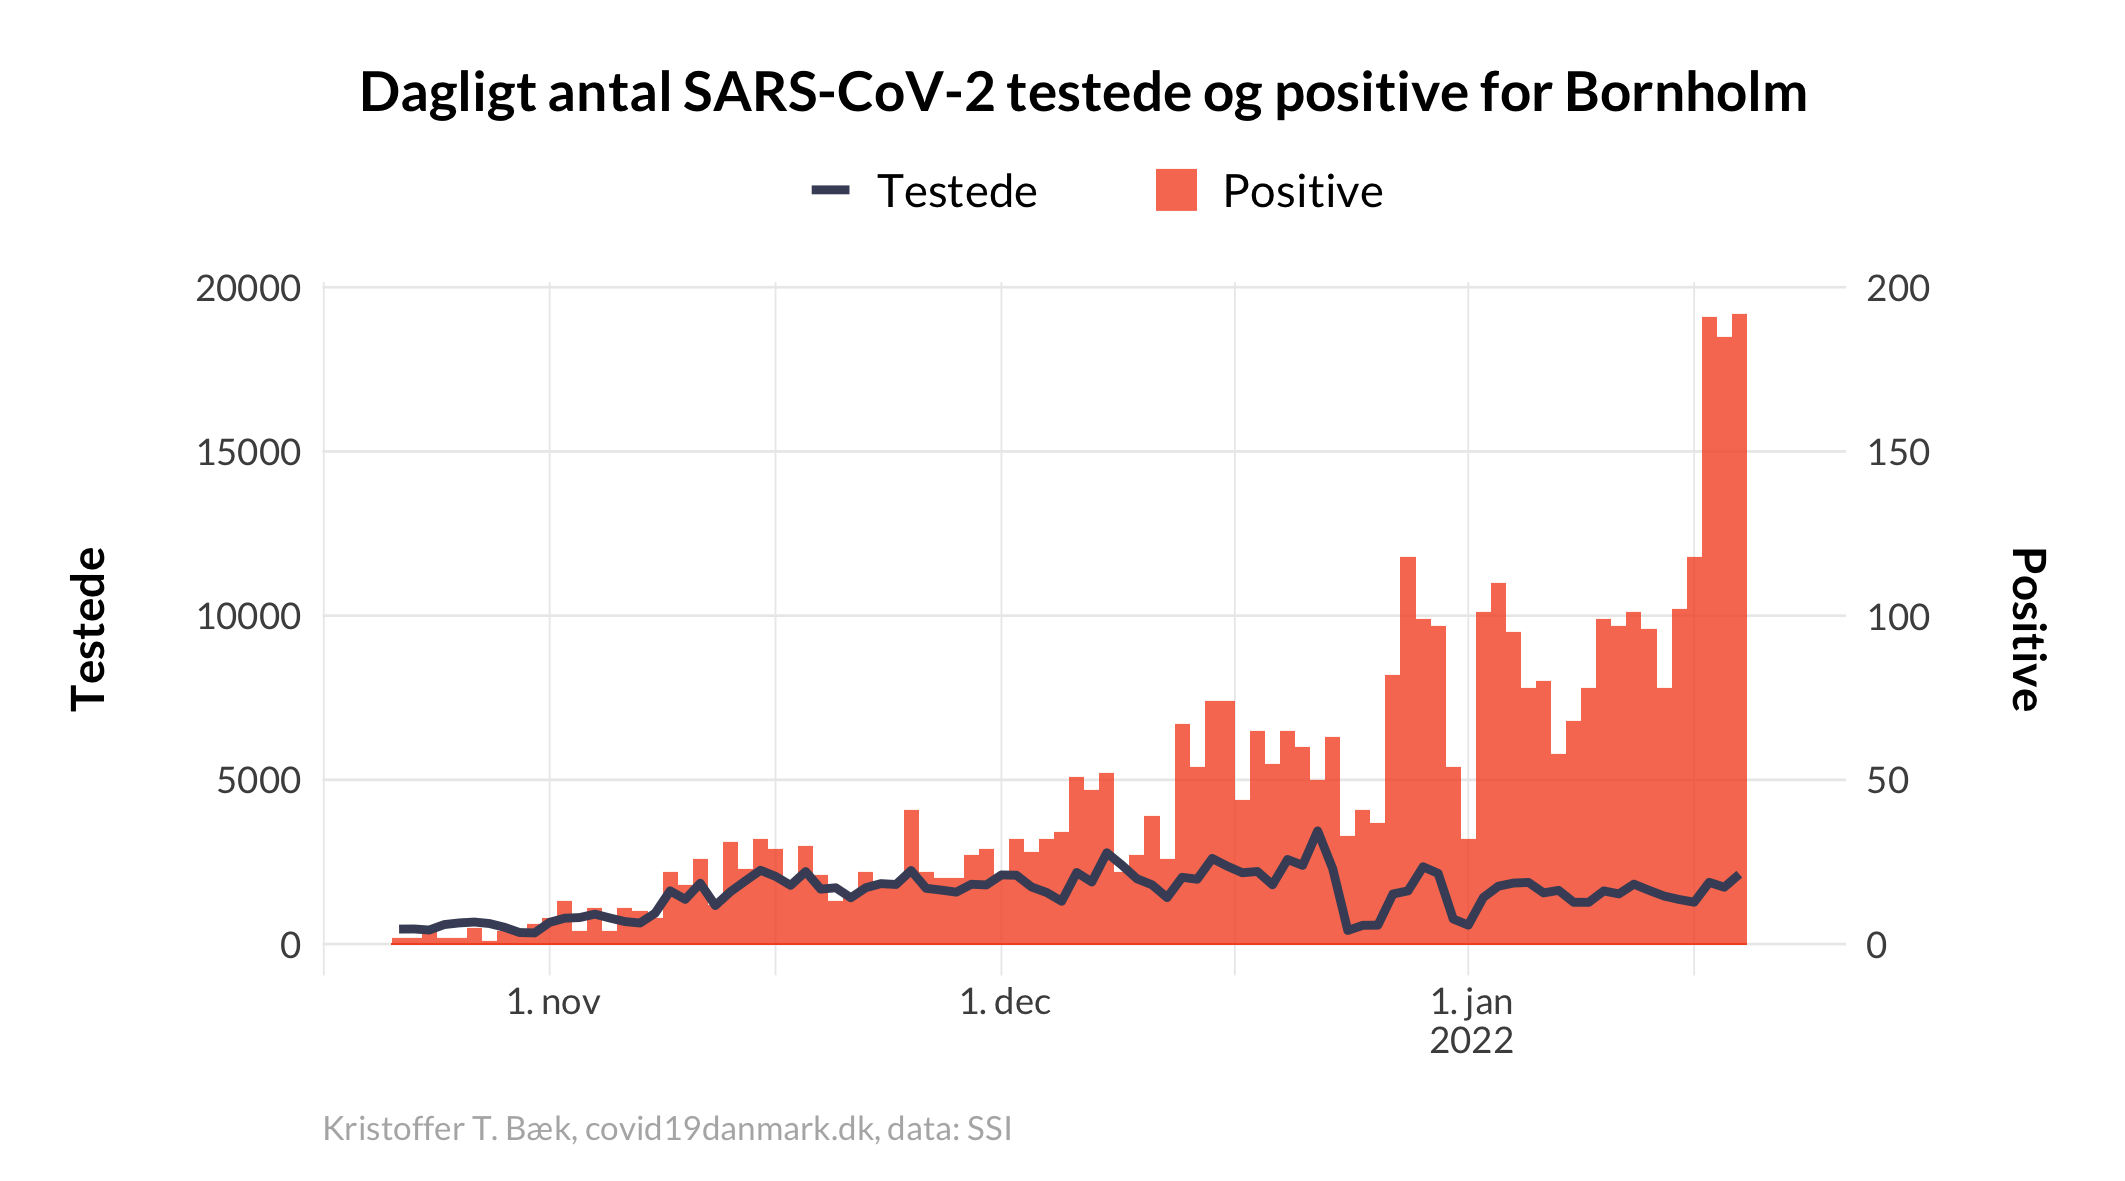 Dagligt antal SARS-CoV-2 testede og positive for Bornholm
Testede
Positive
20000
15000
10000
5000
0
Testede
200
150
100
50
0
Positive
1. nov
1. dec
1. jan
2022
Kristoffer T. Bæk, covid19danmark.dk, data: SSI